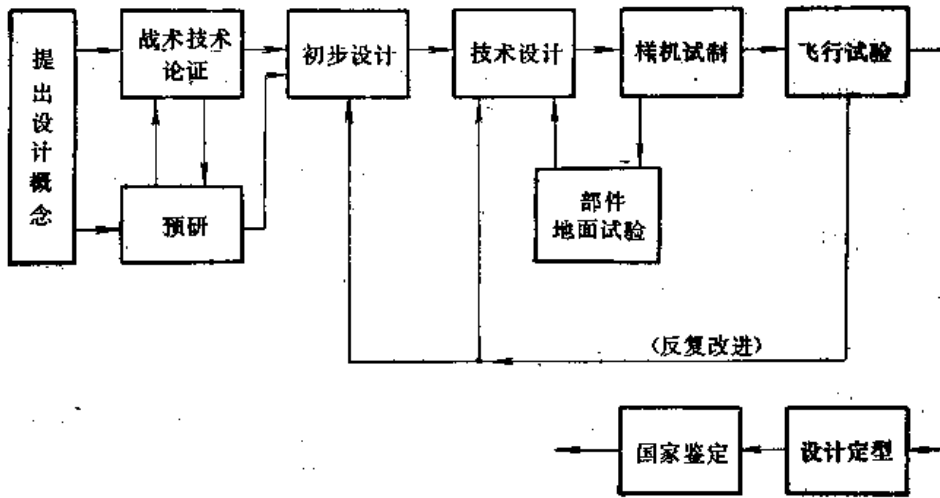 提出设计概念
战术技术
论证
初步设计
技术设计
样机试制
飞行试验
预研
部件
地面试验
(反复改进)
国家鉴定
设计定型